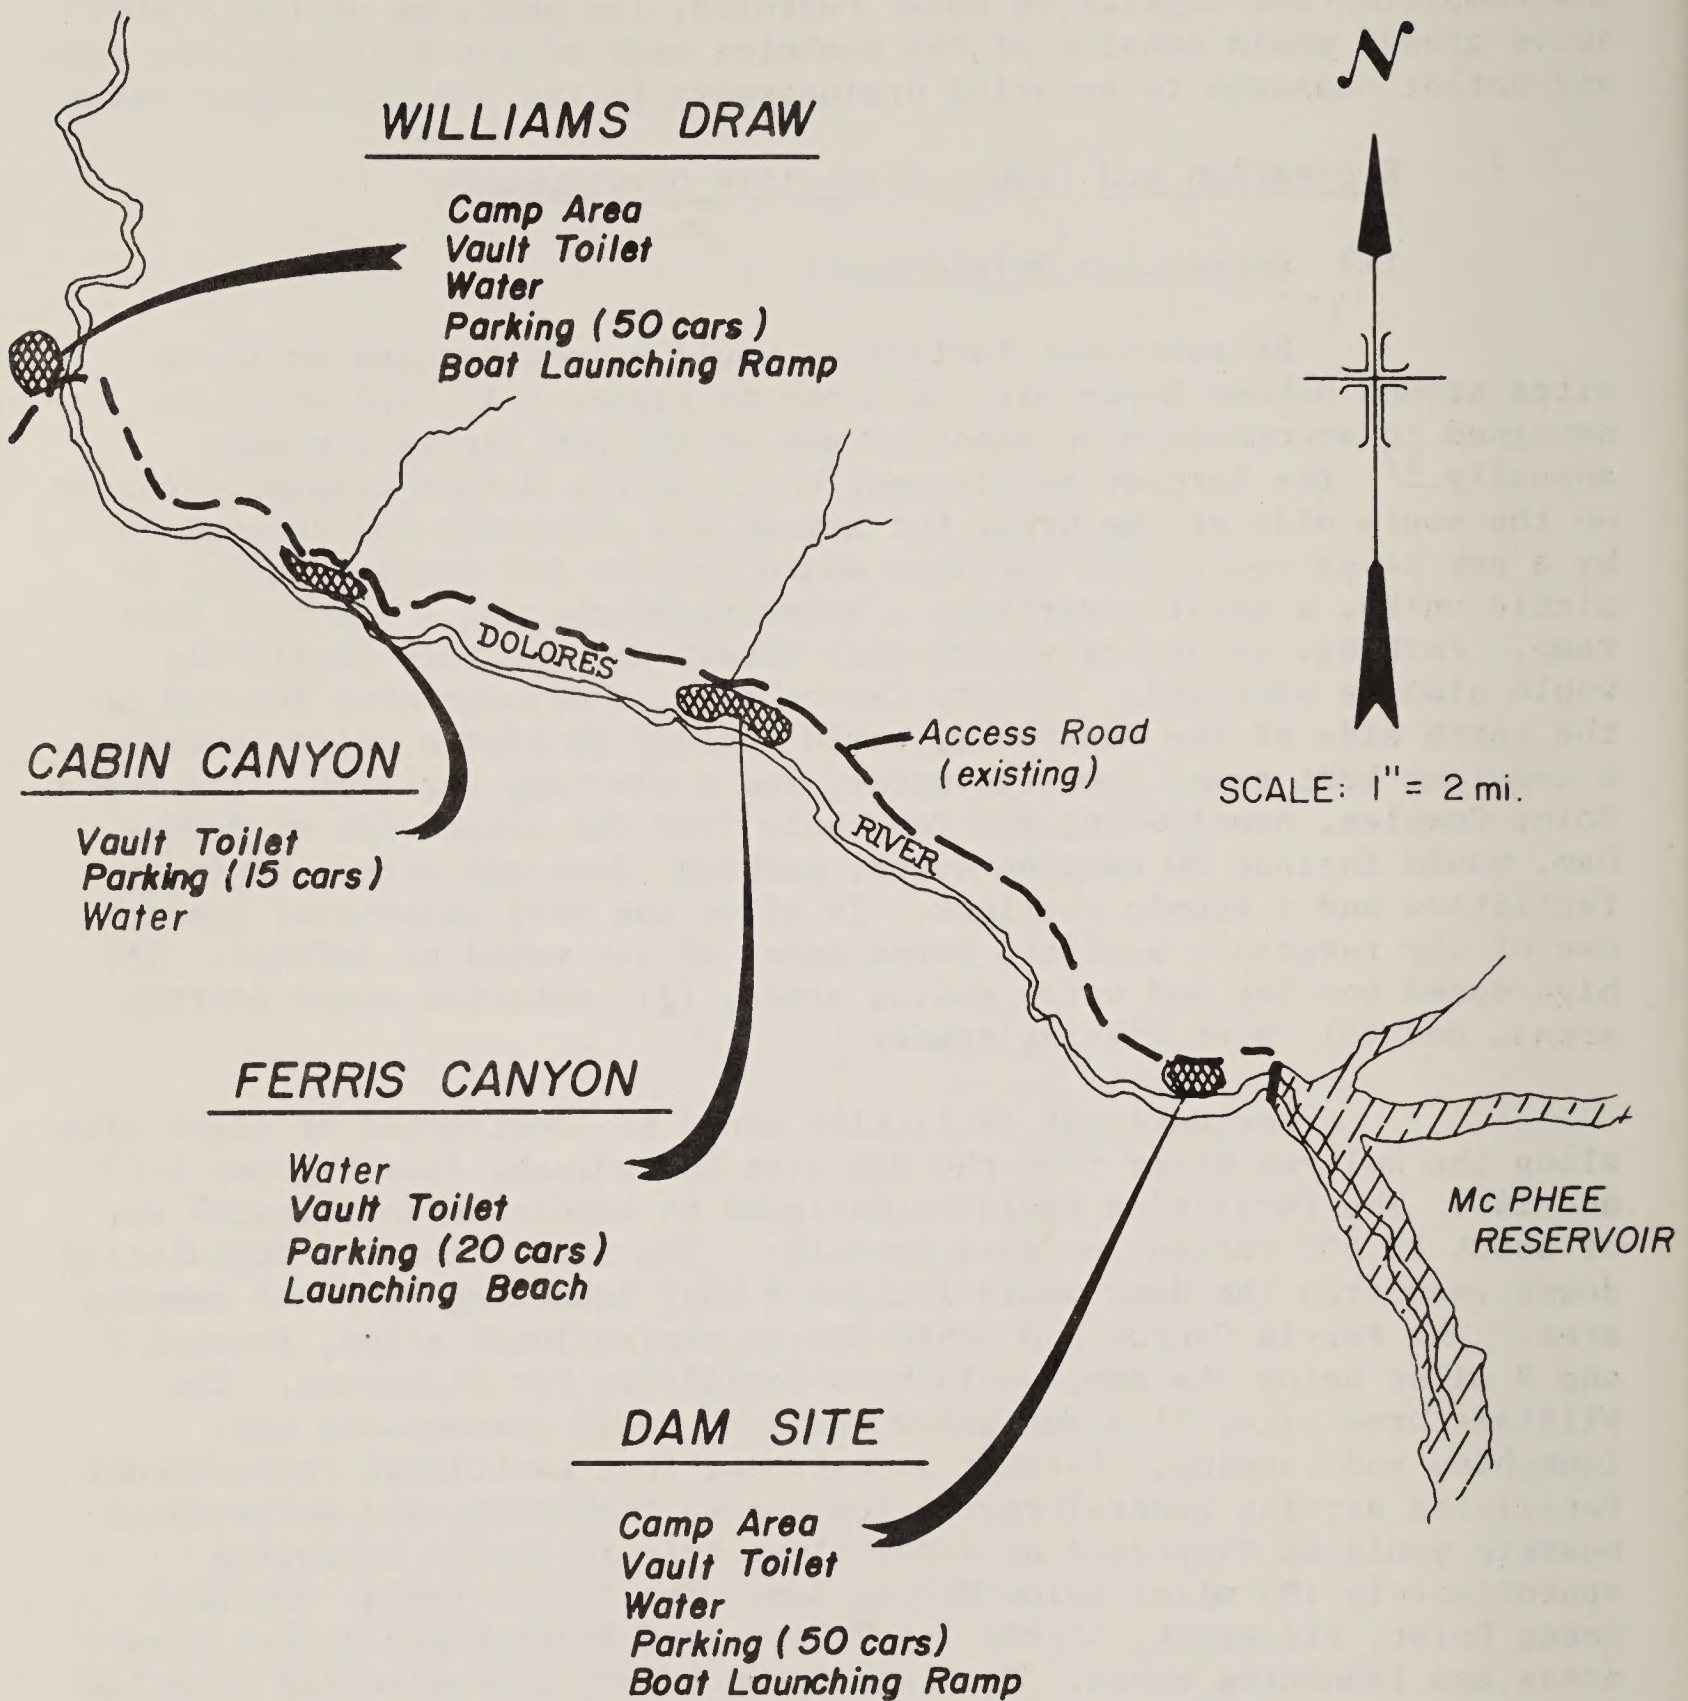 N
WILLIAMS DRAW
Camp Area
Vault Toilet
Water
Parking (50 cars)
Boat Launching Ramp
DOLORES
RIVER
Access Road
(existing)
SCALE: 1" = 2 mi.
CABIN CANYON
Vault Toilet
Parking (15 cars)
Water
FERRIS CANYON
Water
Vault Toilet
Parking (20 cars)
Launching Beach
Mc PHEE
RESERVOIR
DAM SITE
Camp Area
Vault Toilet
Water
Parking (50 cars)
Boat Launching Ramp